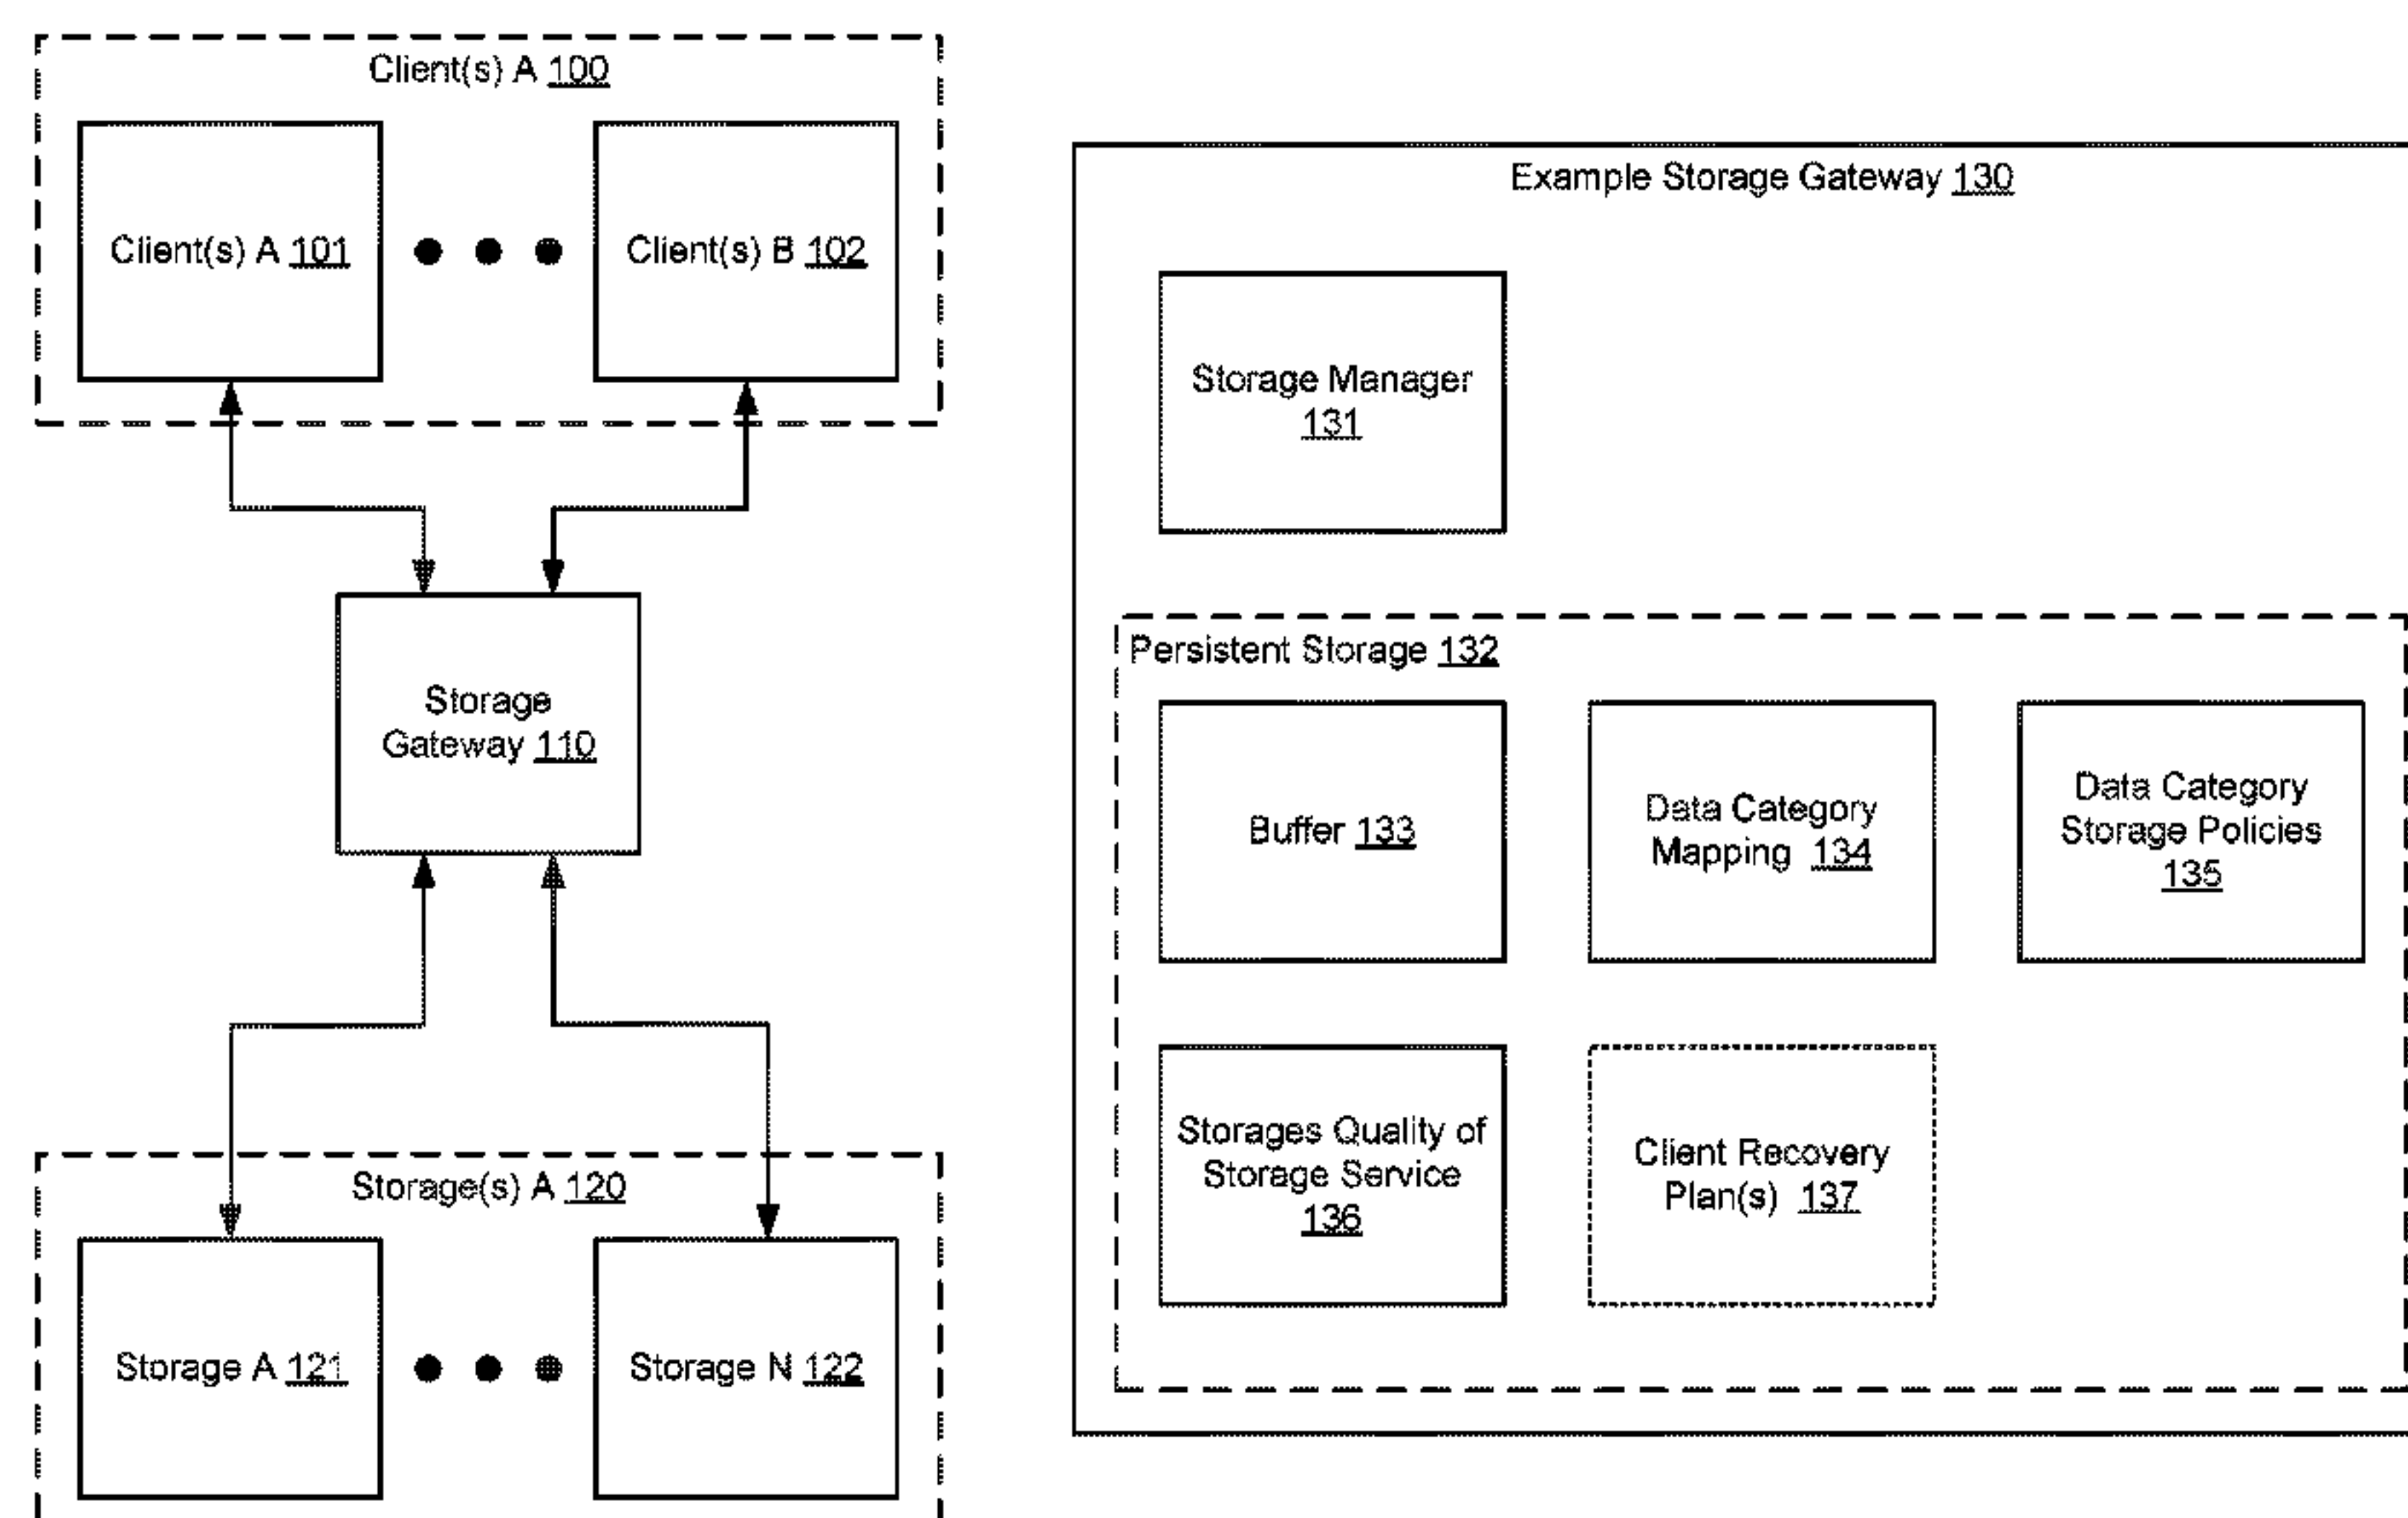 Client(s) A 100
Client(s) A 101
Client(s) B 102
Storage
Gateway 110
Storage(s) A 120
Storage A 121
Storage N 122
Example Storage Gateway 130
Storage Manager
131
Persistent Storage 132
Buffer 133
Data Category
Mapping 134
Data Category
Storage Policies
135
Storages Quality of
Storage Service
136
Client Recovery
Plan(s) 137